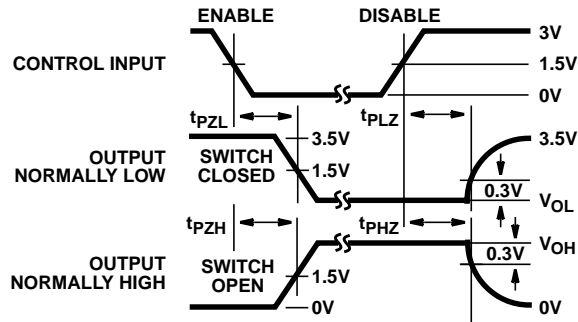 ENABLE
DISABLE
CONTROL INPUT
3V
1.5V
0V
tPZL
tPLZ
3.5V
3.5V
OUTPUT
NORMALLY LOW
SWITCH
CLOSED
1.5V
0.3V
VOL
tPZH
tPHZ
VOH
0.3V
OUTPUT
NORMALLY HIGH
SWITCH
OPEN
1.5V
0V
0V